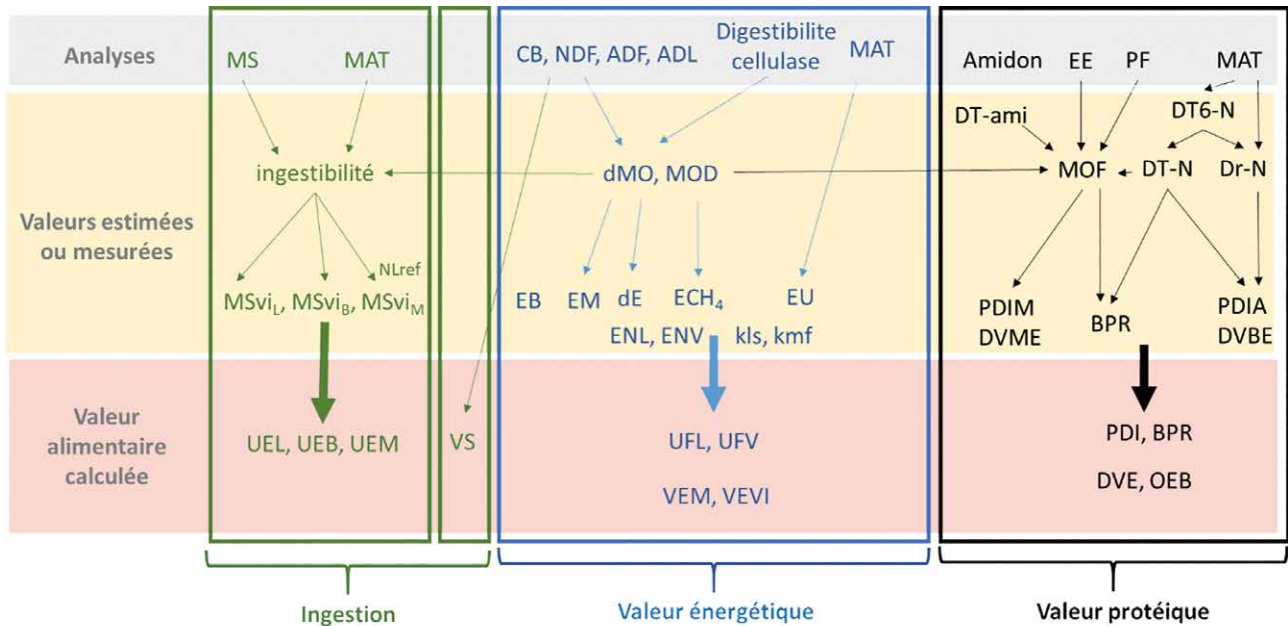 Analyses
MS MAT
CB, NDF, ADF, ADL
Digestibilite
cellulase
MAT
Amidon EE PF MAT
Valeurs estimées
ou mesurées
ingestibilité
NLref
MSviL, MSviB, MSviM
dMO, MOD
EB EM dE ECH₄ EU
ENL, ENV kls, kmf
DT6-N
DT-ami
MOF DT-N Dr-N
PDIM
DVME
BPR
PDIA
DVBE
Valeur
alimentaire
calculée
UEL, UEB, UEM
VS
UFL, UFV
VEM, VEVI
PDI, BPR
DVE, OEB
Ingestion
Valeur énergétique
Valeur protéique